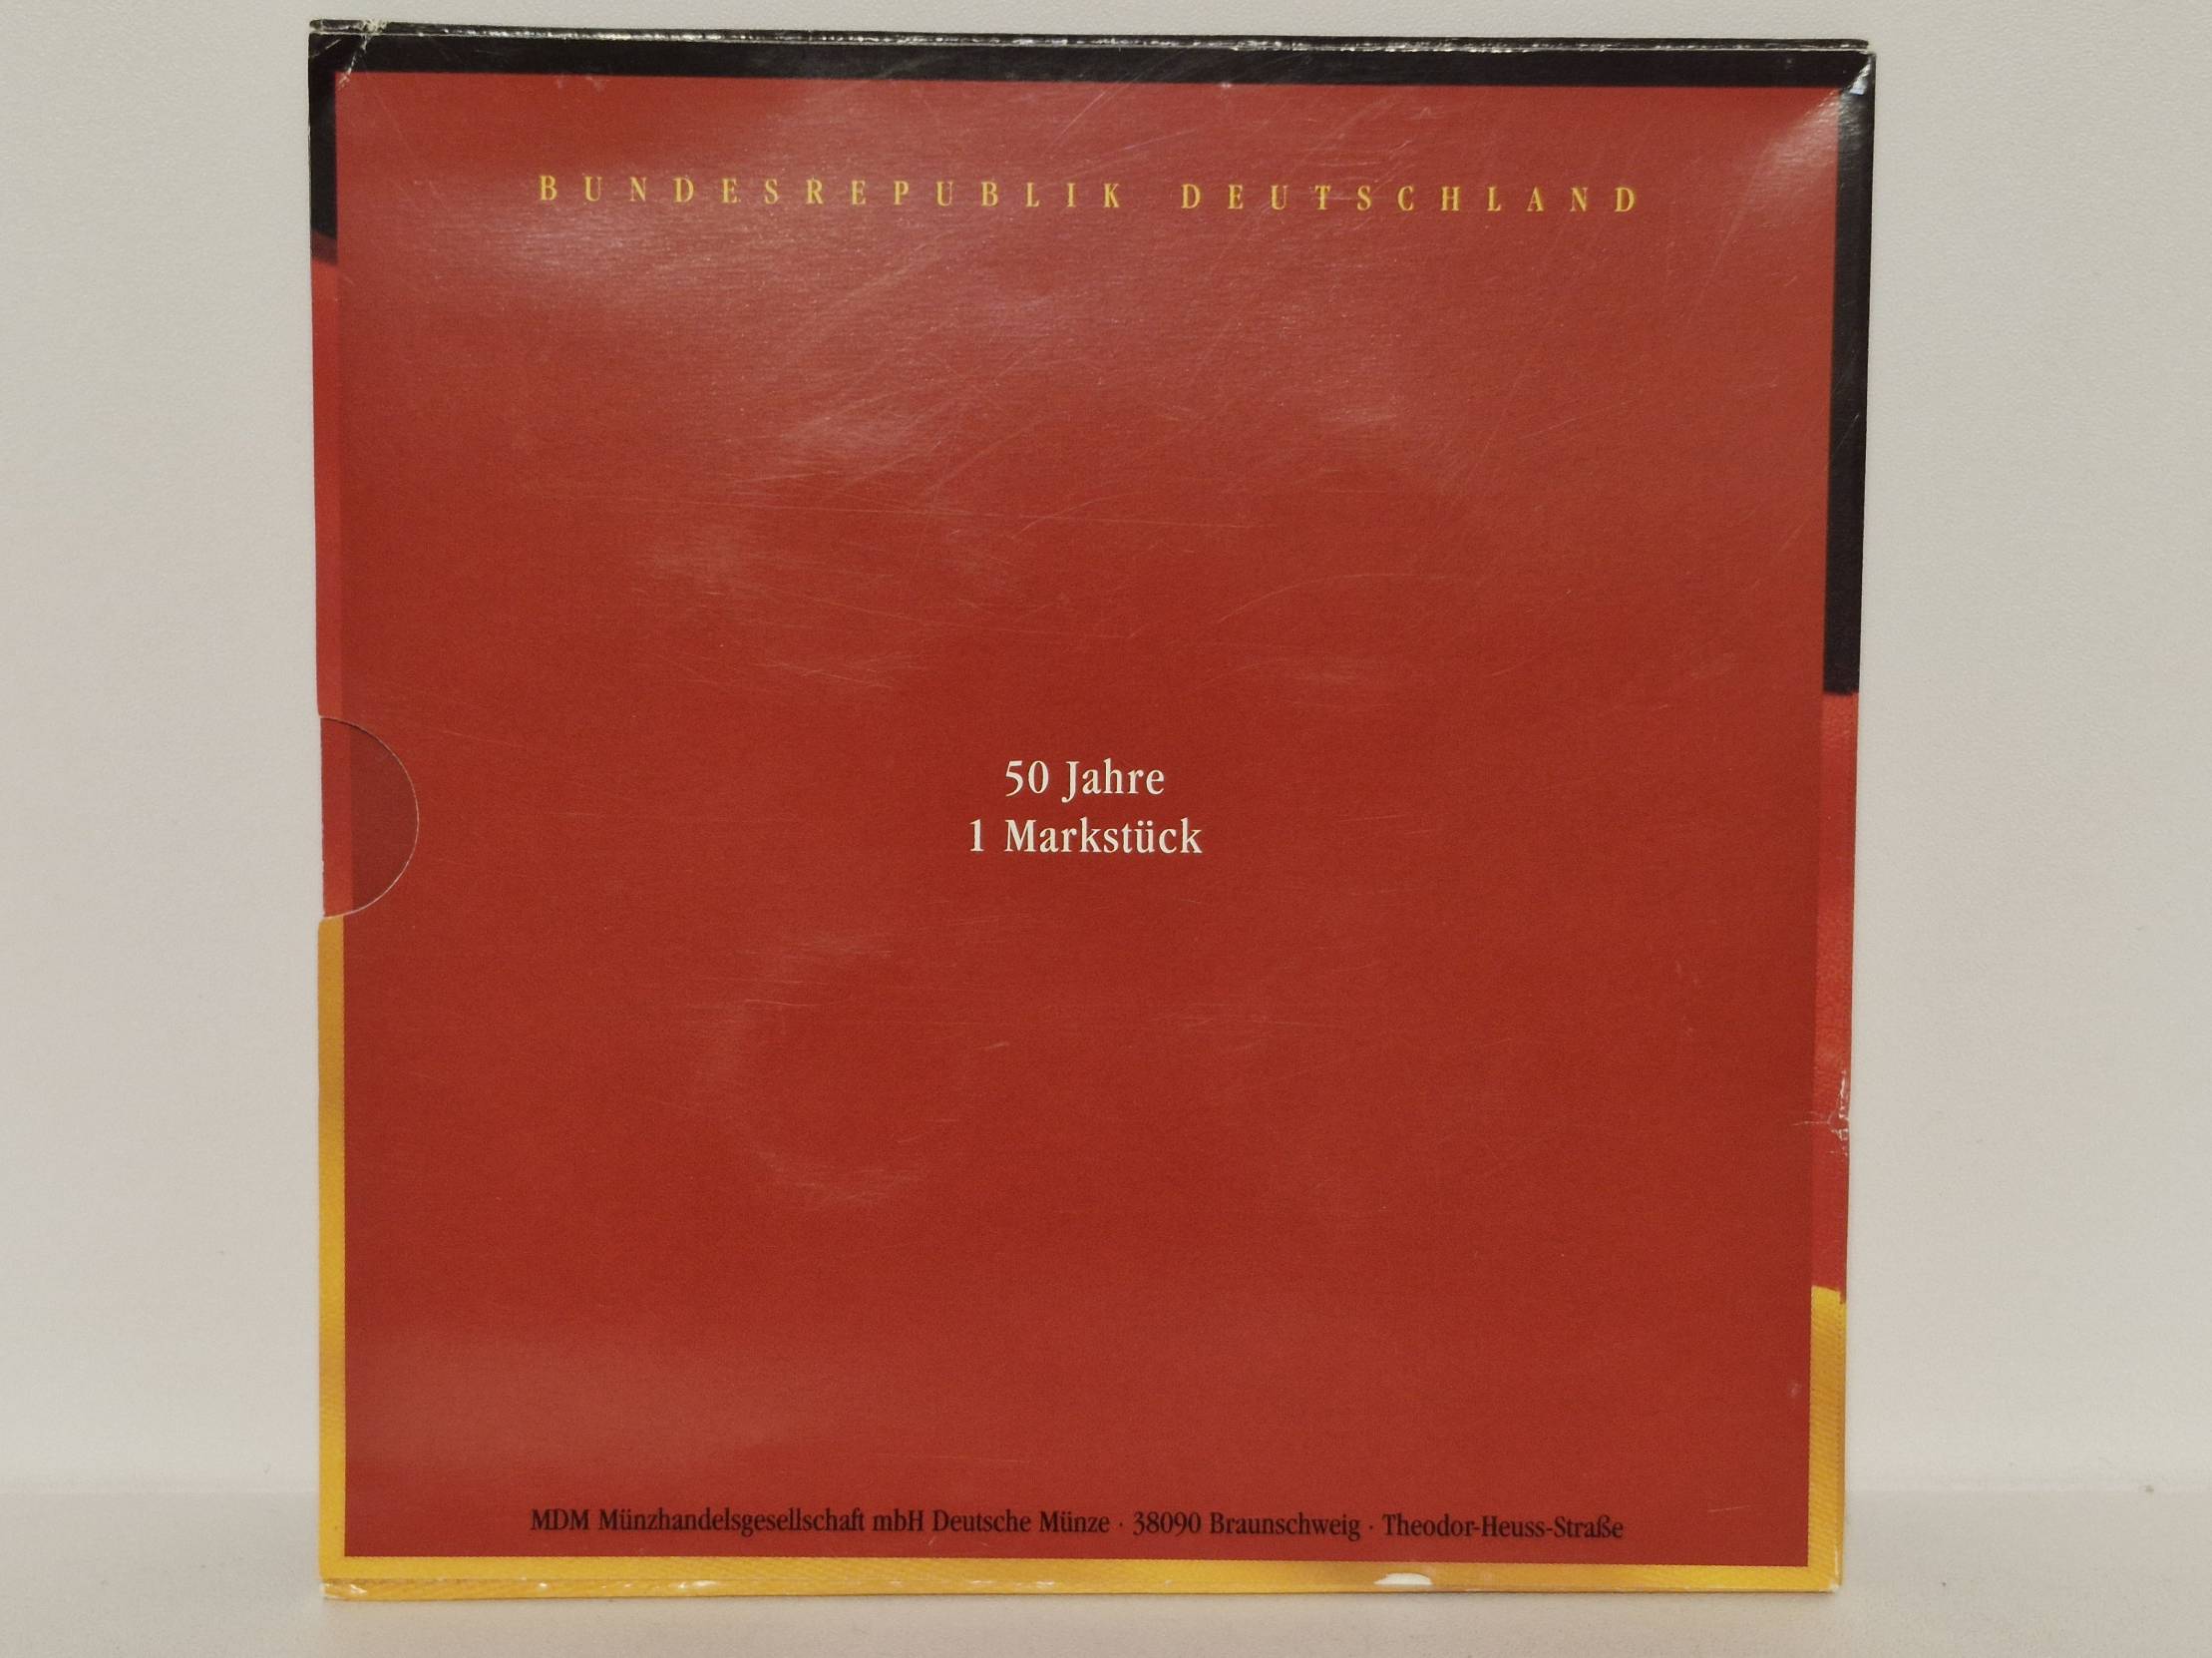 BUNDESREPUBLIK DEUTSCHLAND
50 Jahre
1 Markstück
MDM Münzhandelsgesellschaft mbH Deutsche Münze · 38090 Braunschweig · Theodor-Heuss-Straße